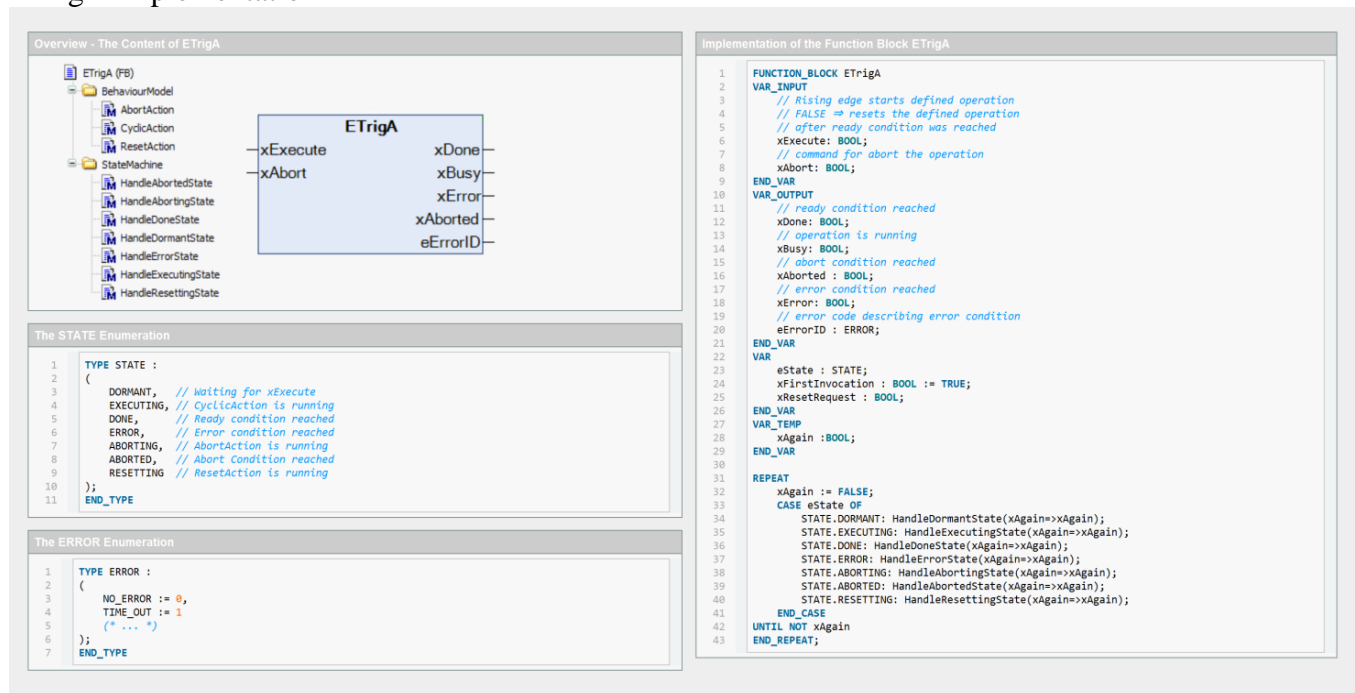 Overview - The Content of ETrigA
ETrigA (FB)
BehaviourModel
AbortAction
CyclicAction
ResetAction
StateMachine
HandleAbortedState
HandleAbortingState
HandleDoneState
HandleDormantState
HandleErrorState
HandleExecutingState
HandleResettingState
ETrigA
xExecute xDone
xAbort xBusy
xError
xAborted
eErrorID
The STATE Enumeration
1 TYPE STATE :
2 (
3 DORMANT, // Waiting for xExecute
4 EXECUTING, // CyclicAction is running
5 DONE, // Ready condition reached
6 ERROR, // Error condition reached
7 ABORTING, // AbortAction is running
8 ABORTED, // Abort Condition reached
9 RESETTING // ResetAction is running
10 );
11 END_TYPE
The ERROR Enumeration
1 TYPE ERROR :
2 (
3 NO_ERROR := 0,
4 TIME_OUT := 1
5 (* ... *)
6 );
7 END_TYPE
Implementation of the Function Block ETrigA
1 FUNCTION_BLOCK ETrigA
2 VAR_INPUT
3 // Rising edge starts defined operation
4 // FALSE ⇒ resets the defined operation
5 // after ready condition was reached
6 xExecute: BOOL;
7 // command for abort the operation
8 xAbort: BOOL;
9 END_VAR
10 VAR_OUTPUT
11 // ready condition reached
12 xDone: BOOL;
13 // operation is running
14 xBusy: BOOL;
15 // abort condition reached
16 xAborted : BOOL;
17 // error condition reached
18 xError: BOOL;
19 // error code describing error condition
20 eErrorID : ERROR;
21 END_VAR
22 VAR
23 eState : STATE;
24 xFirstInvocation : BOOL := TRUE;
25 xResetRequest : BOOL;
26 END_VAR
27 VAR_TEMP
28 xAgain :BOOL;
29 END_VAR
30
31 REPEAT
32 xAgain := FALSE;
33 CASE eState OF
34 STATE.DORMANT: HandleDormantState(xAgain=>xAgain);
35 STATE.EXECUTING: HandleExecutingState(xAgain=>xAgain);
36 STATE.DONE: HandleDoneState(xAgain=>xAgain);
37 STATE.ERROR: HandleErrorState(xAgain=>xAgain);
38 STATE.ABORTING: HandleAbortingState(xAgain=>xAgain);
39 STATE.ABORTED: HandleAbortedState(xAgain=>xAgain);
40 STATE.RESETTING: HandleResettingState(xAgain=>xAgain);
41 END_CASE
42 UNTIL NOT xAgain
43 END_REPEAT;